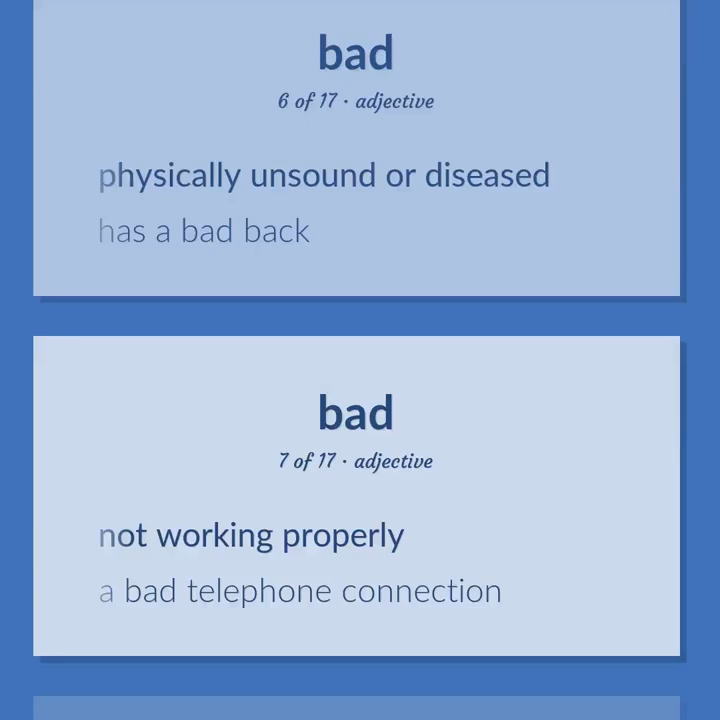 bad
6 of 17 · adjective
physically unsound or diseased
has a bad back
bad
7 of 17 · adjective
not working properly
a bad telephone connection